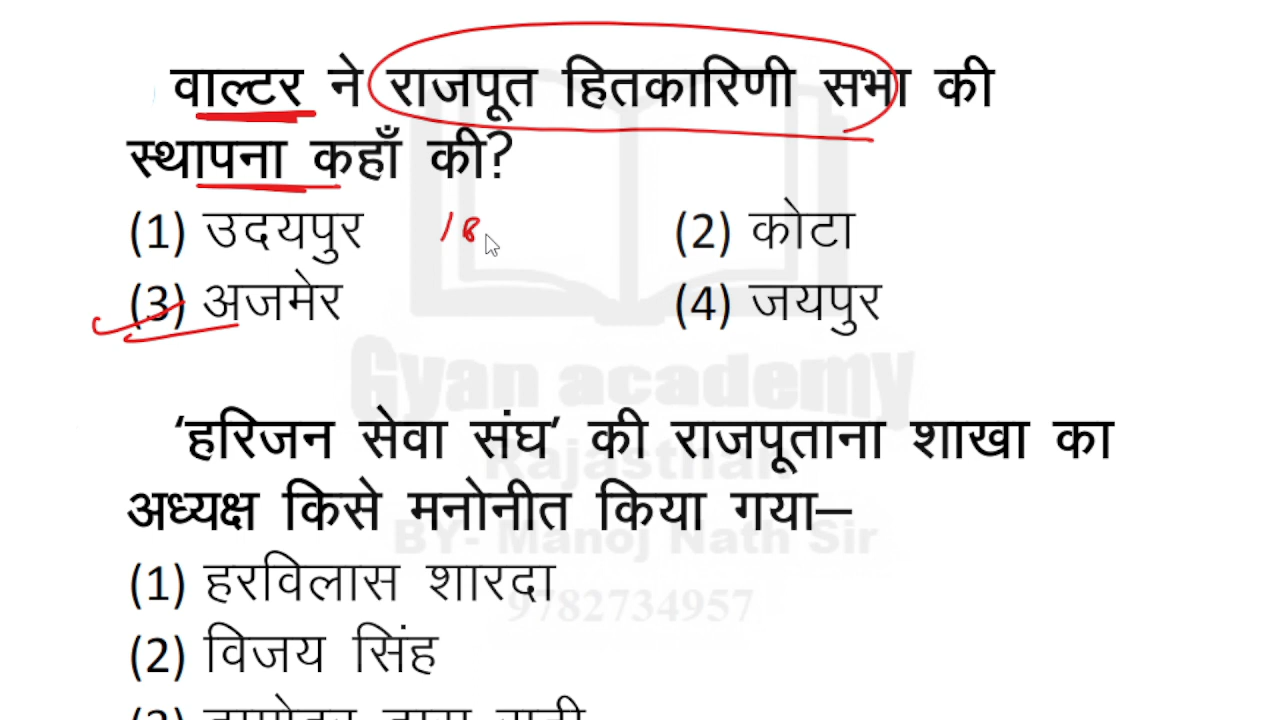 वाल्टर ने राजपूत हितकारिणी सभा की
स्थापना कहाँ की?
(1) उदयपुर 18 (2) कोटा
(3) अजमेर (4) जयपुर
Gyan academy
'हरिजन सेवा संघ' की राजपूताना शाखा का
Rajasthan
अध्यक्ष किसे मनोनीत किया गया–
BY- Manoj Nath Sir
(1) हरविलास शारदा
9782734957
(2) विजय सिंह